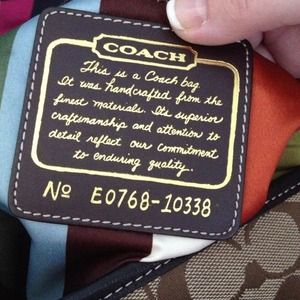 COACH
This is a Coach bag.
It was handcrafted from the
finest materials. Its superior
craftsmanship and attention to
detail reflect our commitment
to enduring quality.
No E0768-10338